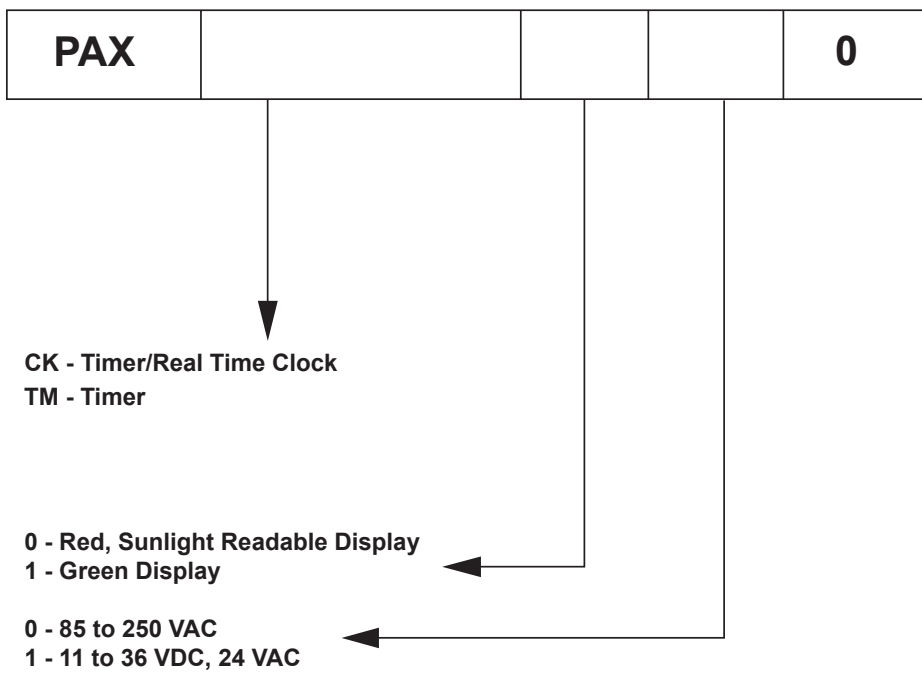 PAX 0
CK - Timer/Real Time Clock
TM - Timer
0 - Red, Sunlight Readable Display
1 - Green Display
0 - 85 to 250 VAC
1 - 11 to 36 VDC, 24 VAC